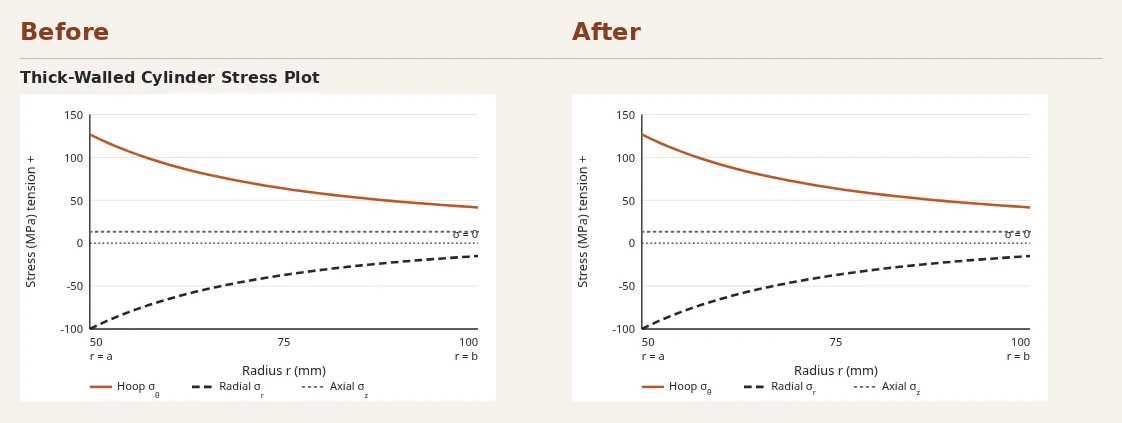 Before
After
Thick-Walled Cylinder Stress Plot
Stress (MPa) tension +
150
100
50
0
-50
-100
σ = 0
50
75
100
r = a
r = b
Radius r (mm)
Hoop σθ
Radial σr
Axial σz
Stress (MPa) tension +
150
100
50
0
-50
-100
σ = 0
50
75
100
r = a
r = b
Radius r (mm)
Hoop σθ
Radial σr
Axial σz